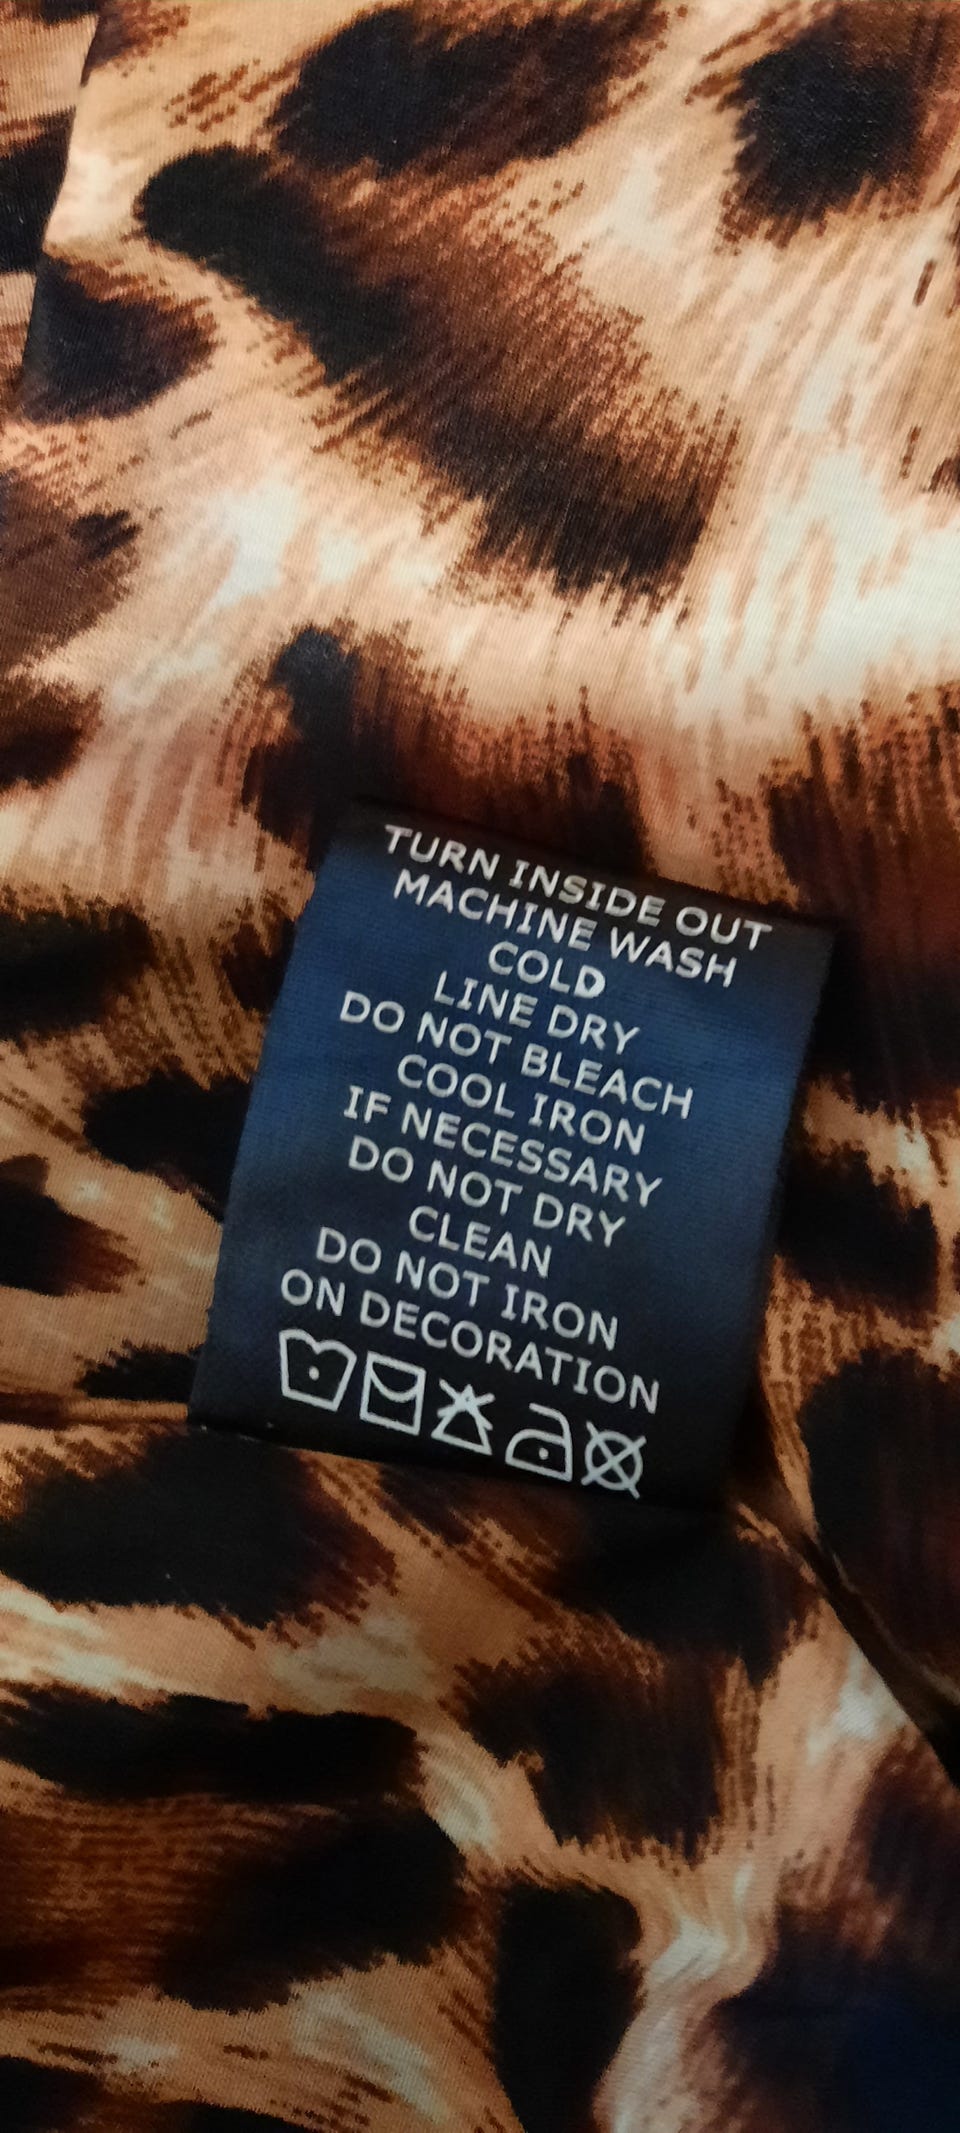 TURN INSIDE OUT
MACHINE WASH
COLD
LINE DRY
DO NOT BLEACH
COOL IRON
IF NECESSARY
DO NOT DRY
CLEAN
DO NOT IRON
ON DECORATION